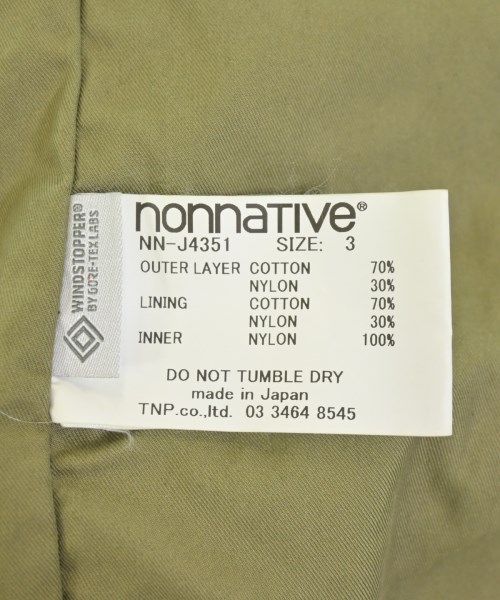 nonnative®
NN-J4351 SIZE: 3
OUTER LAYER COTTON 70%
NYLON 30%
LINING COTTON 70%
NYLON 30%
INNER NYLON 100%
DO NOT TUMBLE DRY
made in Japan
TNP.co.,ltd. 03 3464 8545
WINDSTOPPER®
BY GORE-TEX LABS